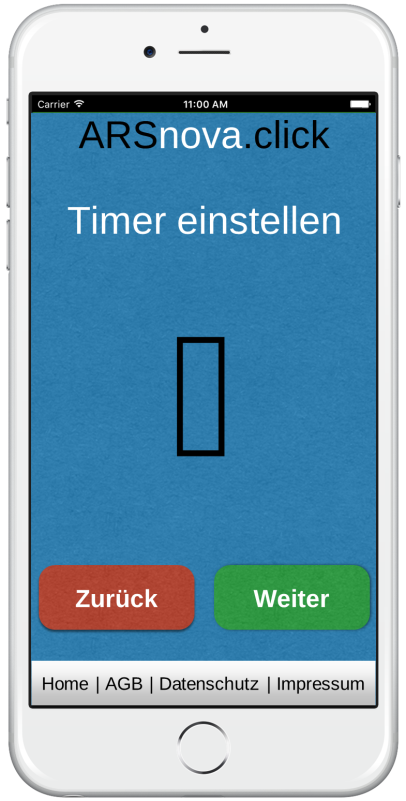 Carrier 11:00 AM
ARSnova.click
Timer einstellen
Zurück Weiter
Home | AGB | Datenschutz | Impressum